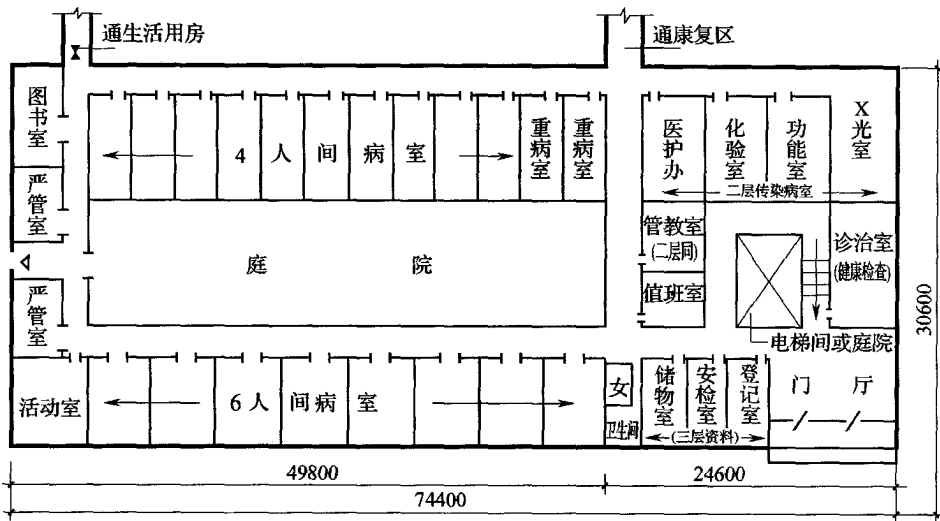 通生活用房
通康复区
图书室
4人间病室
重病室
重病室
医护办
化验室
功能室
X光室
二层传染病室
严管室
管教室
(二层同)
诊治室
(健康检查)
庭院
值班室
严管室
电梯间或庭院
30600
活动室
6人间病室
女
卫生间
储物室
安检室
登记室
(三层资料)
门厅
49800
24600
74400